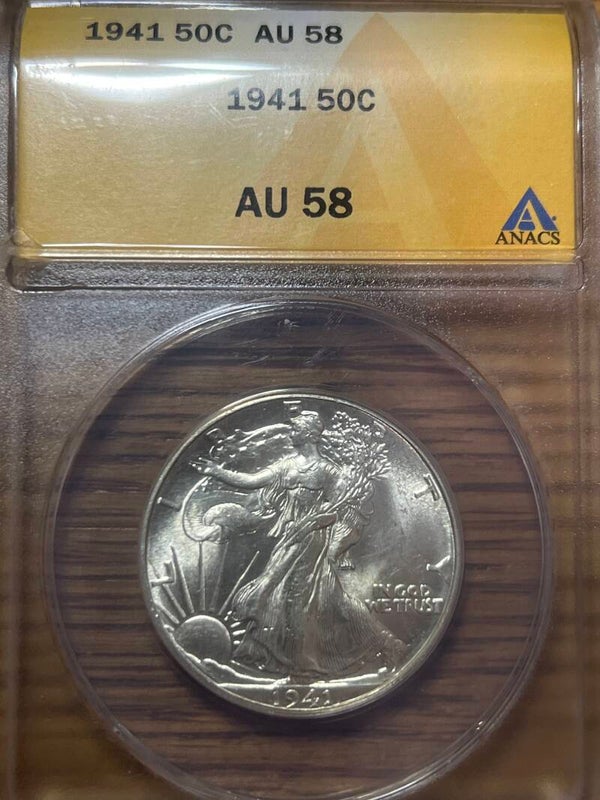 1941 50C AU 58
1941 50C
AU 58
ANACS
LIBERTY
IN GOD
WE TRUST
1941